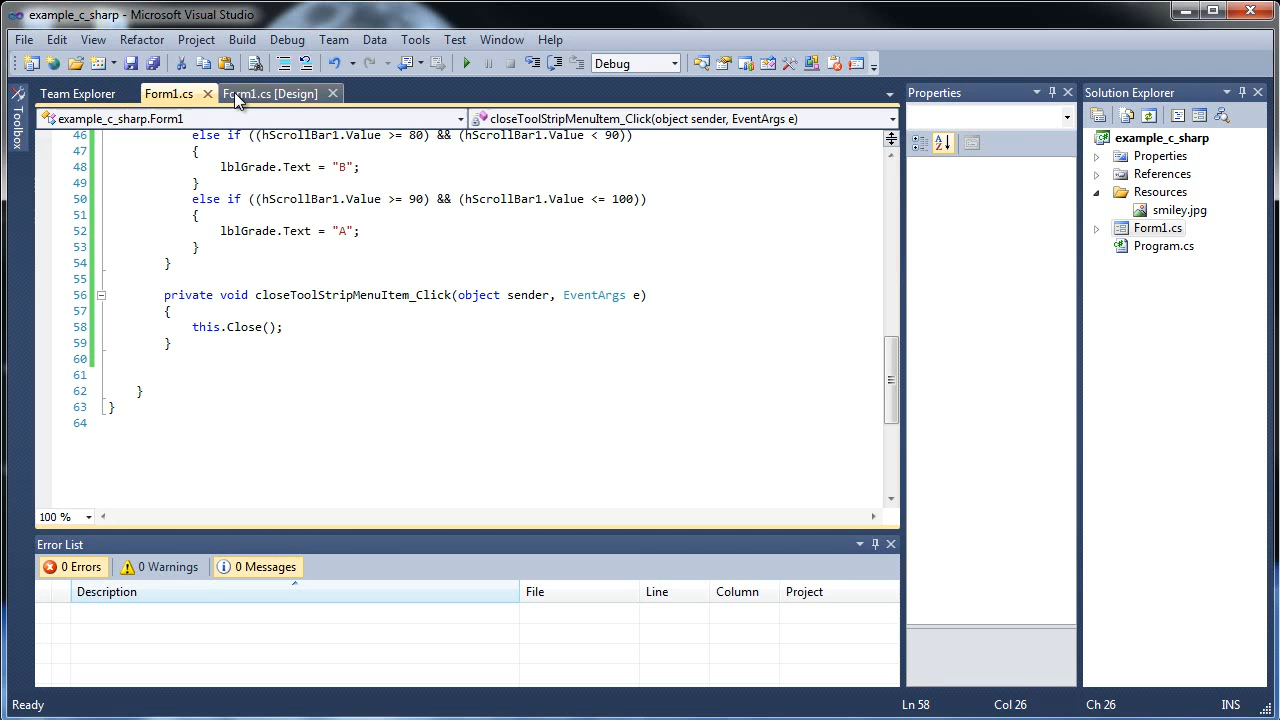 example_c_sharp - Microsoft Visual Studio
File Edit View Refactor Project Build Debug Team Data Tools Test Window Help
Debug
Team Explorer Form1.cs Form1.cs [Design]
Toolbox
example_c_sharp.Form1 closeToolStripMenuItem_Click(object sender, EventArgs e)
46 else if ((hScrollBar1.Value >= 80) && (hScrollBar1.Value < 90))
47 {
48 lblGrade.Text = "B";
49 }
50 else if ((hScrollBar1.Value >= 90) && (hScrollBar1.Value <= 100))
51 {
52 lblGrade.Text = "A";
53 }
54 }
55
56 private void closeToolStripMenuItem_Click(object sender, EventArgs e)
57 {
58 this.Close();
59 }
60
61
62 }
63 }
64
100 %
Error List
0 Errors 0 Warnings 0 Messages
Description File Line Column Project
Properties
Solution Explorer
example_c_sharp
Properties
References
Resources
smiley.jpg
Form1.cs
Program.cs
Ready Ln 58 Col 26 Ch 26 INS